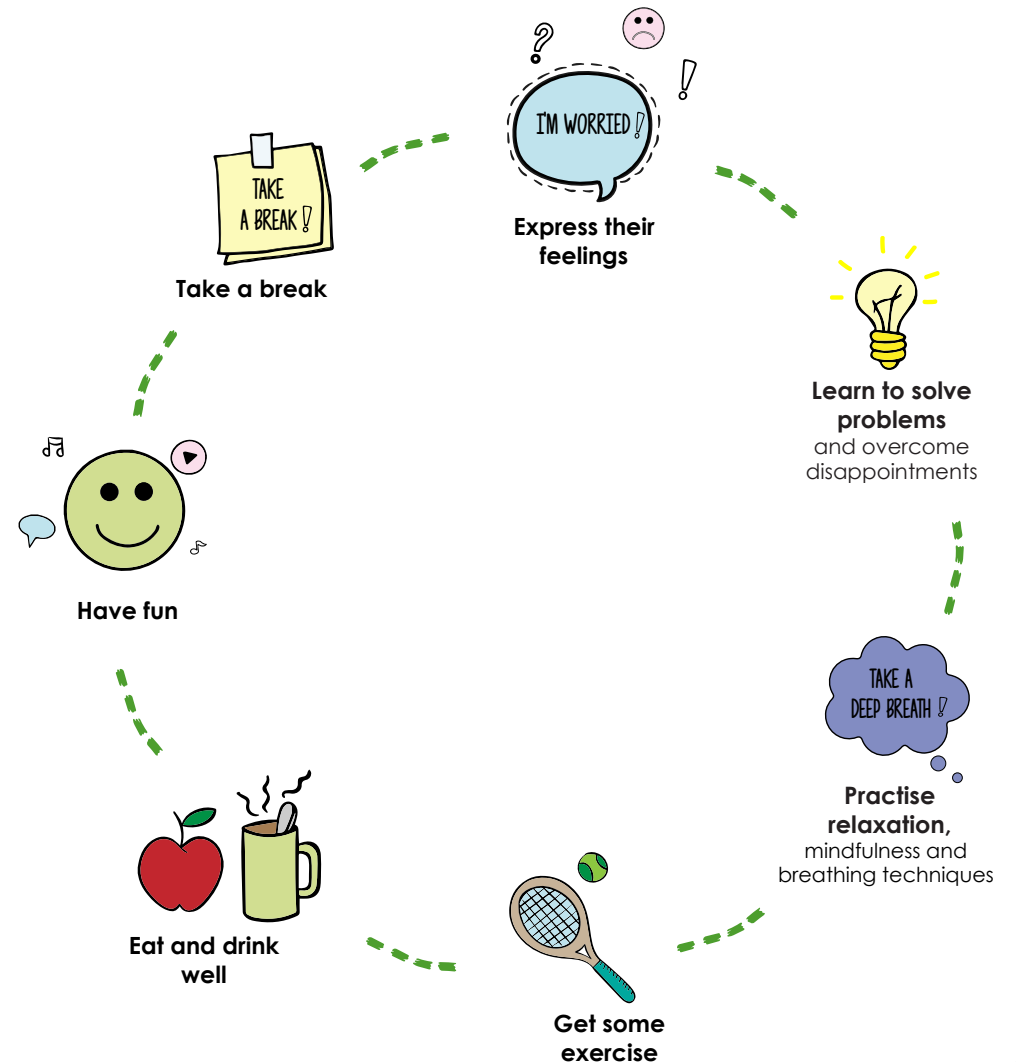 I'M WORRIED!
Express their
feelings
Learn to solve
problems
and overcome
disappointments
TAKE A
DEEP BREATH!
Practise
relaxation,
mindfulness and
breathing techniques
Get some
exercise
Eat and drink
well
Have fun
TAKE
A BREAK!
Take a break